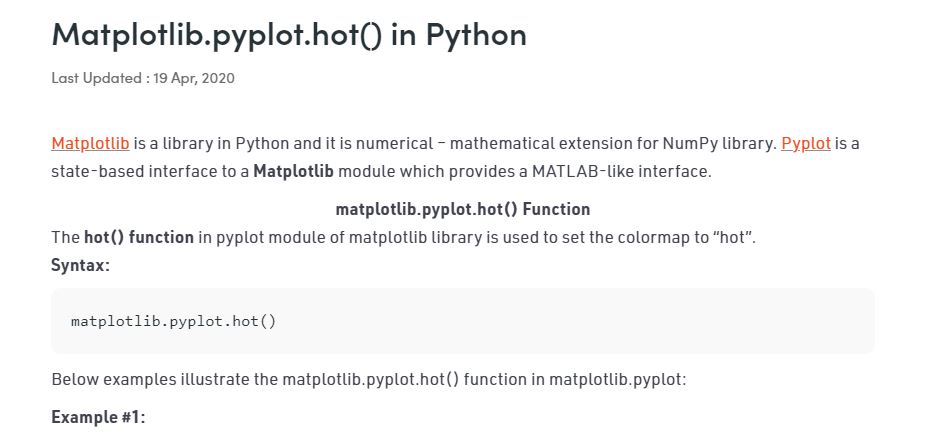 Matplotlib.pyplot.hot() in Python
Last Updated : 19 Apr, 2020
Matplotlib is a library in Python and it is numerical – mathematical extension for NumPy library. Pyplot is a
state-based interface to a Matplotlib module which provides a MATLAB-like interface.
matplotlib.pyplot.hot() Function
The hot() function in pyplot module of matplotlib library is used to set the colormap to “hot”.
Syntax:
matplotlib.pyplot.hot()
Below examples illustrate the matplotlib.pyplot.hot() function in matplotlib.pyplot:
Example #1: